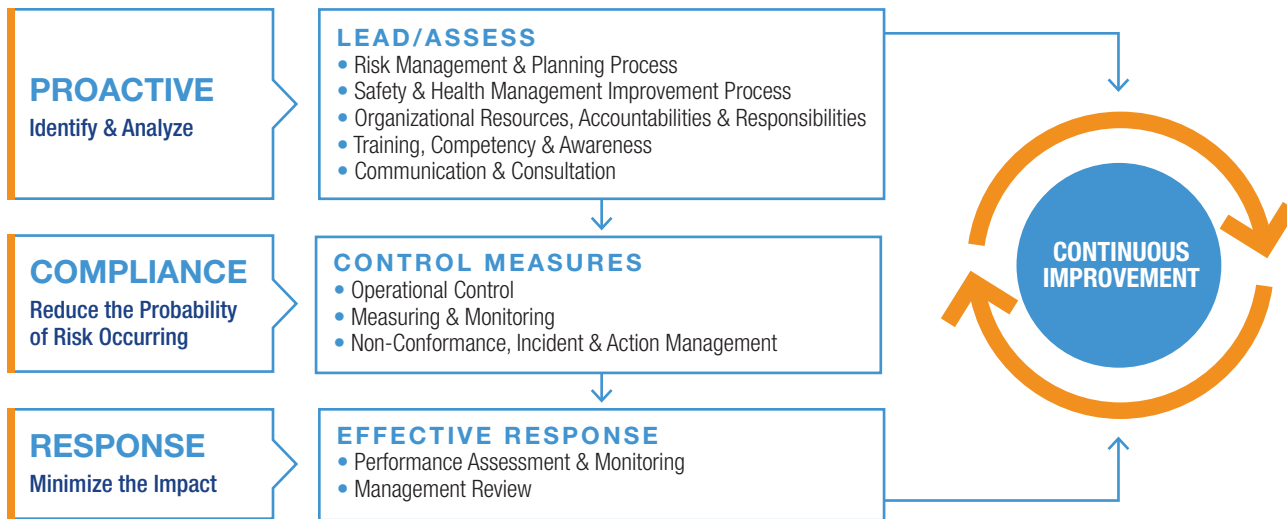 PROACTIVE
Identify & Analyze
LEAD/ASSESS
• Risk Management & Planning Process
• Safety & Health Management Improvement Process
• Organizational Resources, Accountabilities & Responsibilities
• Training, Competency & Awareness
• Communication & Consultation
COMPLIANCE
Reduce the Probability
of Risk Occurring
CONTROL MEASURES
• Operational Control
• Measuring & Monitoring
• Non-Conformance, Incident & Action Management
RESPONSE
Minimize the Impact
EFFECTIVE RESPONSE
• Performance Assessment & Monitoring
• Management Review
CONTINUOUS
IMPROVEMENT